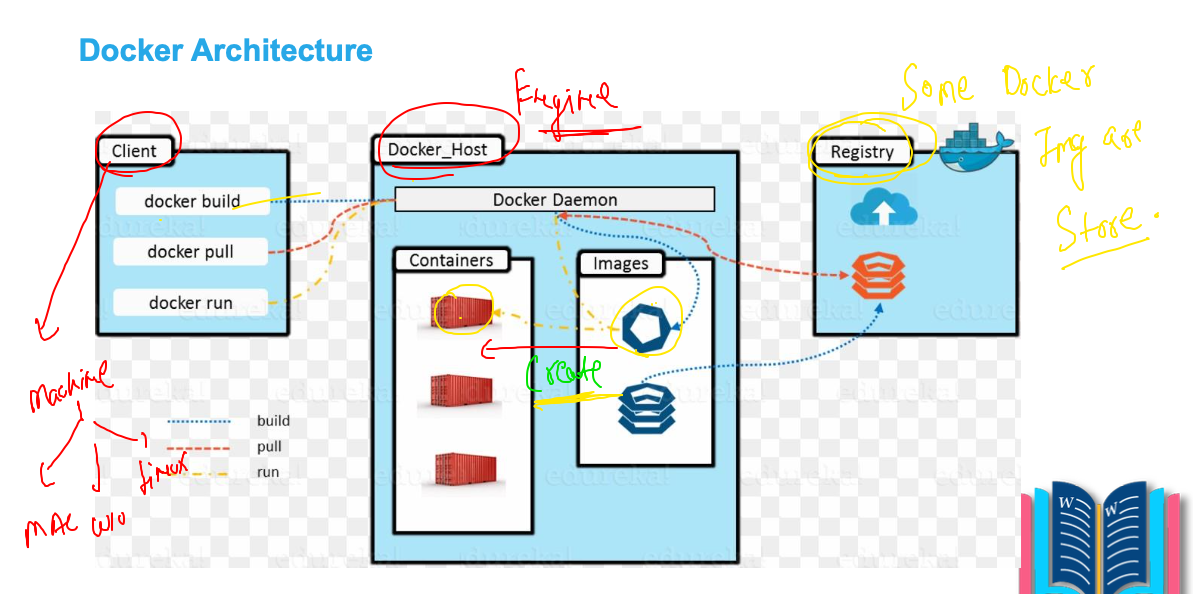 Docker Architecture
Engine
Some Docker
Img are
Store.
Client
Docker_Host
Registry
docker build
docker pull
docker run
Docker Daemon
Containers
Images
Create
Machine
MAC
Linux
build
pull
run
edureka!
W
W